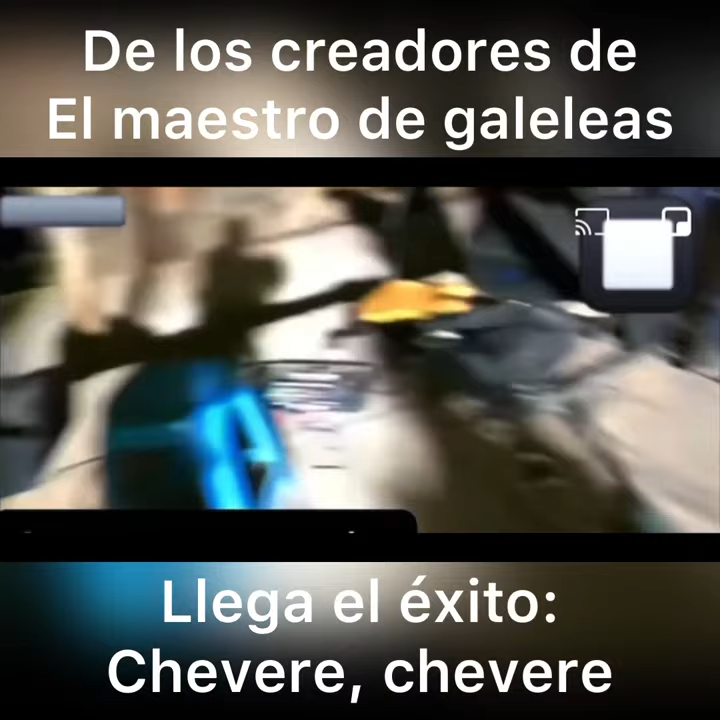 De los creadores de
El maestro de galeleas
Llega el éxito:
Chevere, chevere